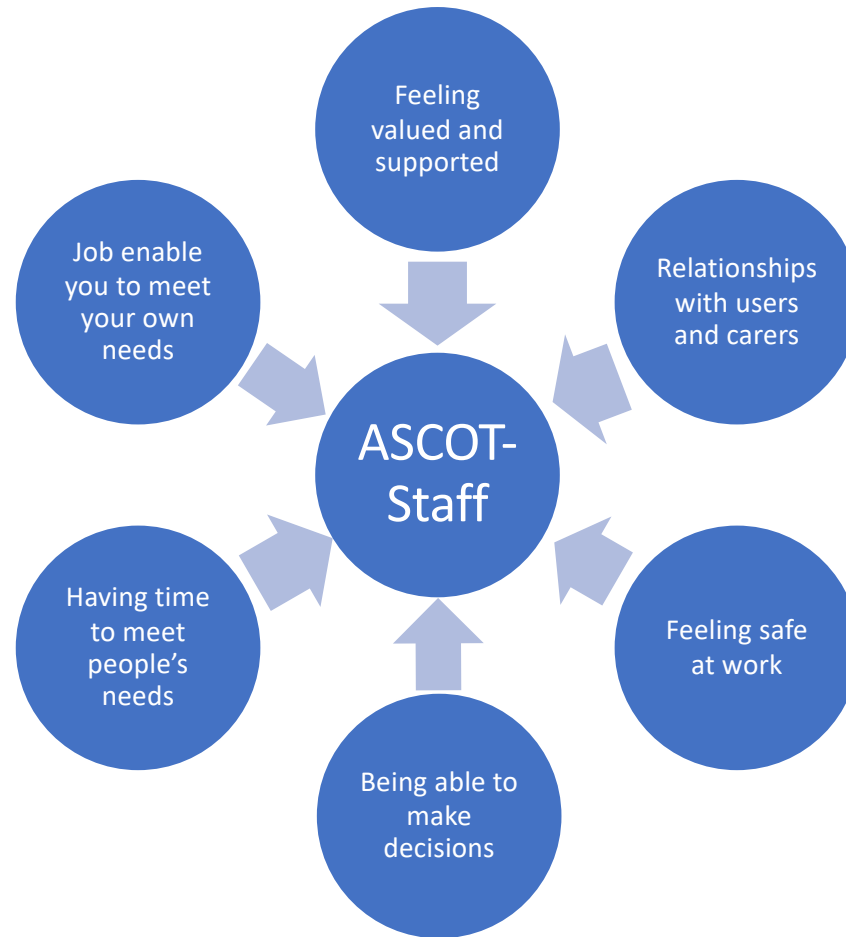 Feeling
valued and
supported
Relationships
with users
and carers
Feeling safe
at work
Being able to
make
decisions
Having time
to meet
people’s
needs
Job enable
you to meet
your own
needs
ASCOT-
Staff